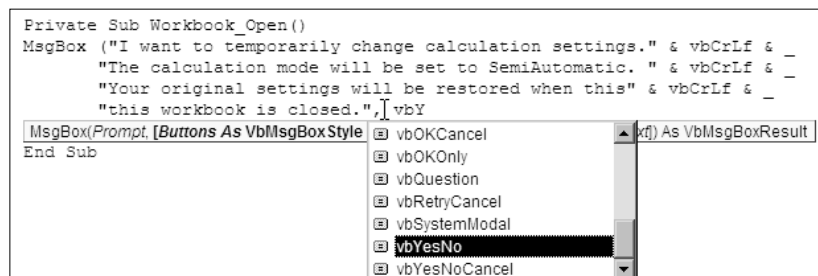 Private Sub Workbook_Open()
MsgBox ("I want to temporarily change calculation settings." & vbCrLf & _
"The calculation mode will be set to SemiAutomatic. " & vbCrLf & _
"Your original settings will be restored when this" & vbCrLf & _
"this workbook is closed.", vbY
MsgBox(Prompt, [Buttons As VbMsgBoxStyle xt]) As VbMsgBoxResult
End Sub
vbOKCancel
vbOKOnly
vbQuestion
vbRetryCancel
vbSystemModal
vbYesNo
vbYesNoCancel